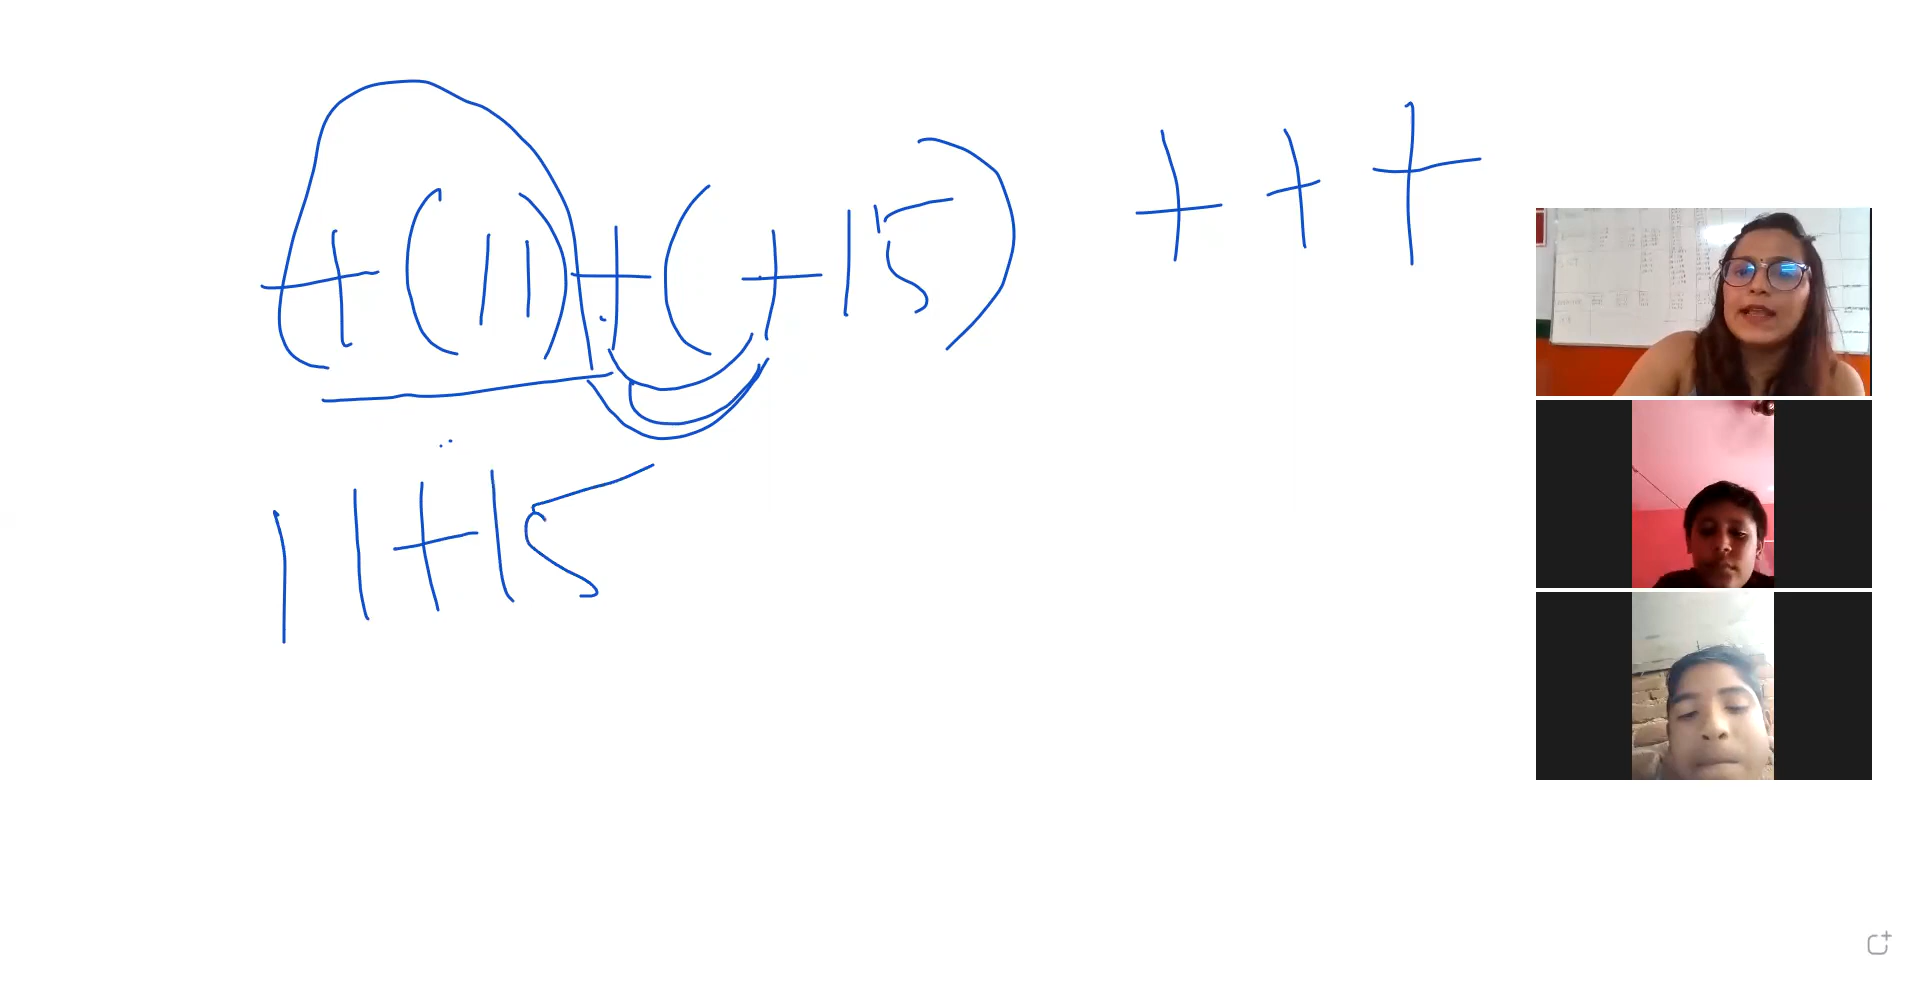 +(11)+(+15) + + +
11+15